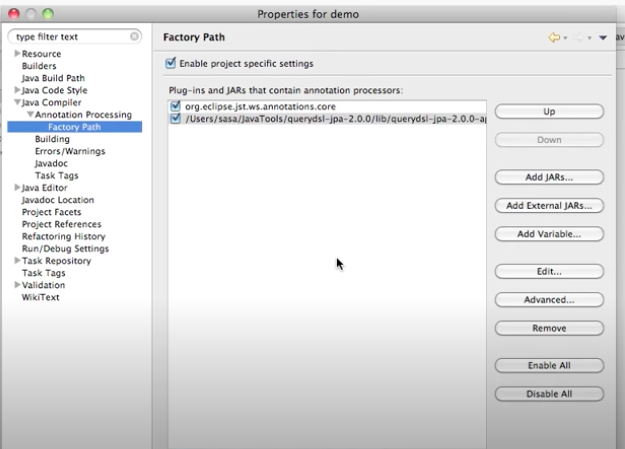 Properties for demo
type filter text
Resource
Builders
Java Build Path
Java Code Style
Java Compiler
Annotation Processing
Factory Path
Building
Errors/Warnings
Javadoc
Task Tags
Java Editor
Javadoc Location
Project Facets
Project References
Refactoring History
Run/Debug Settings
Task Repository
Task Tags
Validation
WikiText
Factory Path
Enable project specific settings
Plug-ins and JARs that contain annotation processors:
org.eclipse.jst.ws.annotations.core
/Users/sasa/JavaTools/querydsl-jpa-2.0.0/lib/querydsl-jpa-2.0.0-a
Up
Down
Add JARs...
Add External JARs...
Add Variable...
Edit...
Advanced...
Remove
Enable All
Disable All